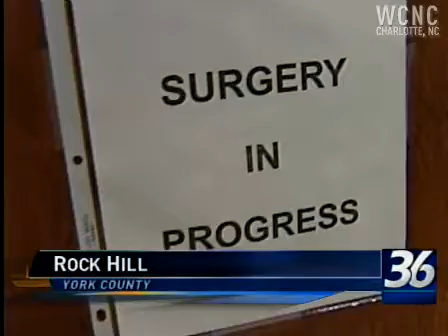 WCNC
CHARLOTTE, NC
SURGERY
IN
PROGRESS
ROCK HILL
YORK COUNTY
36